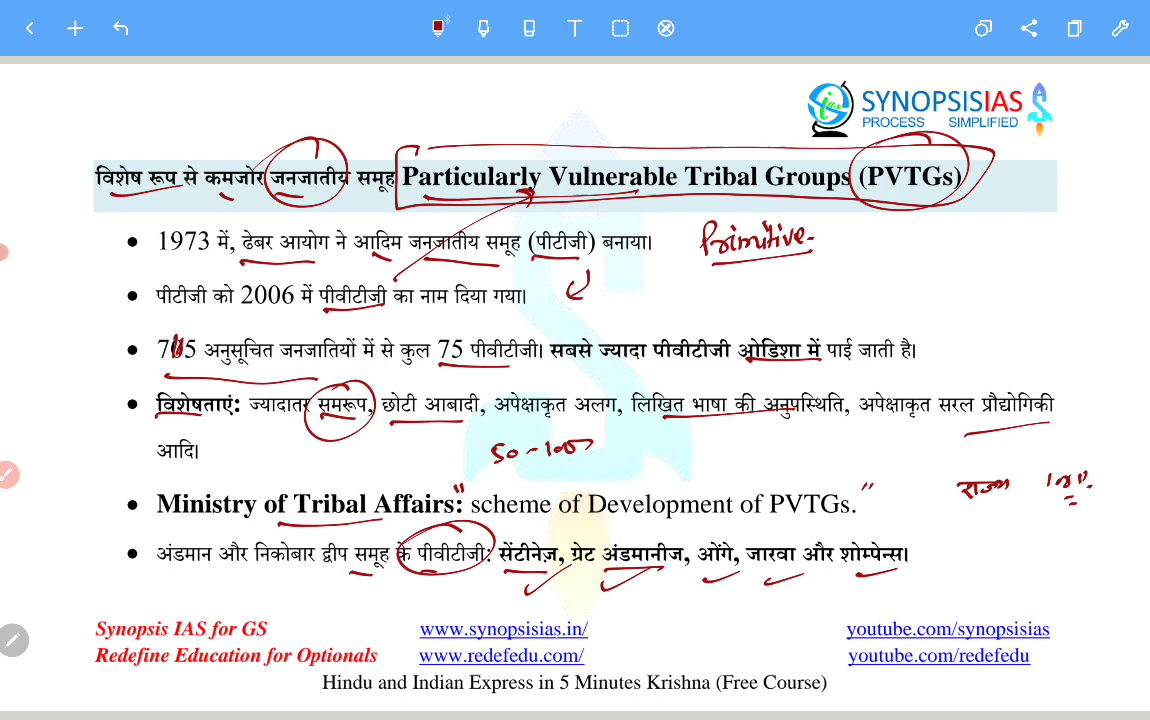 SYNOPSISIAS
PROCESS SIMPLIFIED
विशेष रूप से कमजोर जनजातीय समूह Particularly Vulnerable Tribal Groups (PVTGs)
• 1973 में, ढेबर आयोग ने आदिम जनजातीय समूह (पीटीजी) बनाया। Primitive-
• पीटीजी को 2006 में पीवीटीजी का नाम दिया गया।
• 705 अनुसूचित जनजातियों में से कुल 75 पीवीटीजी। सबसे ज्यादा पीवीटीजी ओडिशा में पाई जाती है।
• विशेषताएं: ज्यादातर समरूप, छोटी आबादी, अपेक्षाकृत अलग, लिखित भाषा की अनुपस्थिति, अपेक्षाकृत सरल प्रौद्योगिकी
आदि।
50-1000
राज्य
• Ministry of Tribal Affairs: "scheme of Development of PVTGs."
• अंडमान और निकोबार द्वीप समूह के पीवीटीजी: सेंटीनेज़, ग्रेट अंडमानीज, ओंगे, जारवा और शोम्पेन्स।
Synopsis IAS for GS www.synopsisias.in/ youtube.com/synopsisias
Redefine Education for Optionals www.redefedu.com/ youtube.com/redefedu
Hindu and Indian Express in 5 Minutes Krishna (Free Course)